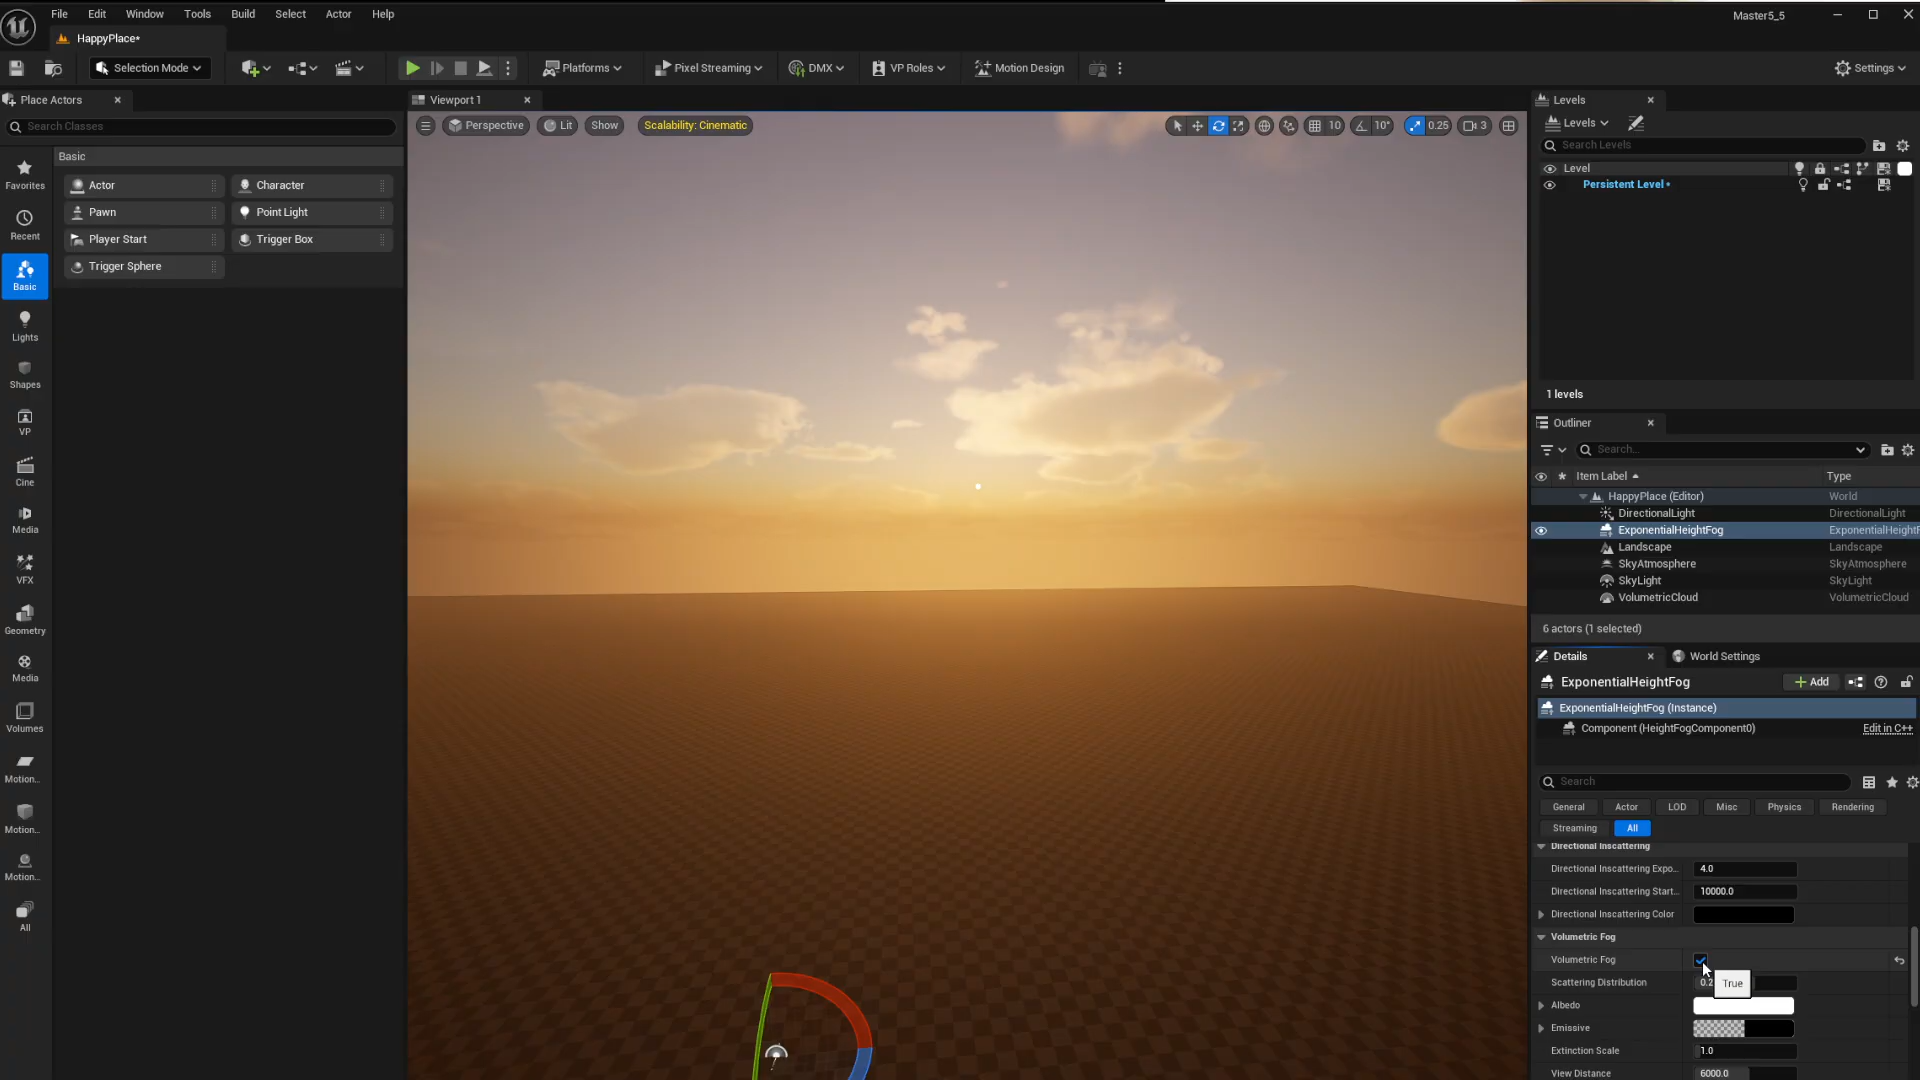 File Edit Window Tools Build Select Actor Help
Master5_5
HappyPlace*
Selection Mode
Platforms
Pixel Streaming
DMX
VP Roles
Motion Design
Settings
Place Actors
Search Classes
Favorites
Recent
Basic
Lights
Shapes
VP
Cine
Media
VFX
Geometry
Media
Volumes
Motion...
Motion...
Motion...
All
Basic
Actor Character
Pawn Point Light
Player Start Trigger Box
Trigger Sphere
Viewport 1
Perspective Lit Show Scalability: Cinematic
10 10° 0.25 3
Levels
Levels
Search Levels
Level
Persistent Level •
1 levels
Outliner
Search...
Item Label Type
HappyPlace (Editor) World
DirectionalLight DirectionalLight
ExponentialHeightFog ExponentialHeightF
Landscape Landscape
SkyAtmosphere SkyAtmosphere
SkyLight SkyLight
VolumetricCloud VolumetricCloud
6 actors (1 selected)
Details World Settings
ExponentialHeightFog
Add
ExponentialHeightFog (Instance)
Component (HeightFogComponent0) Edit in C++
Search
General Actor LOD Misc Physics Rendering
Streaming All
Directional Inscattering
Directional Inscattering Expo... 4.0
Directional Inscattering Start... 10000.0
Directional Inscattering Color
Volumetric Fog
Volumetric Fog
Scattering Distribution 0.2
True
Albedo
Emissive
Extinction Scale 1.0
View Distance 6000.0